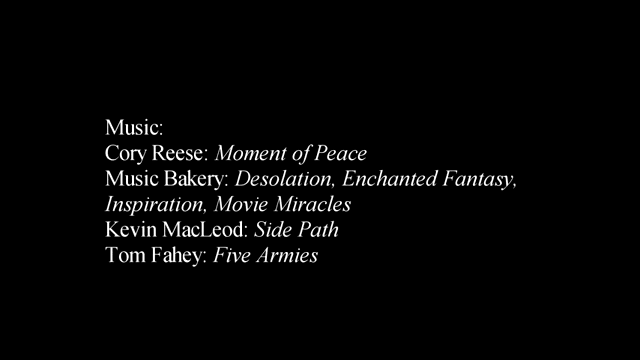 Music:
Cory Reese: Moment of Peace
Music Bakery: Desolation, Enchanted Fantasy,
Inspiration, Movie Miracles
Kevin MacLeod: Side Path
Tom Fahey: Five Armies